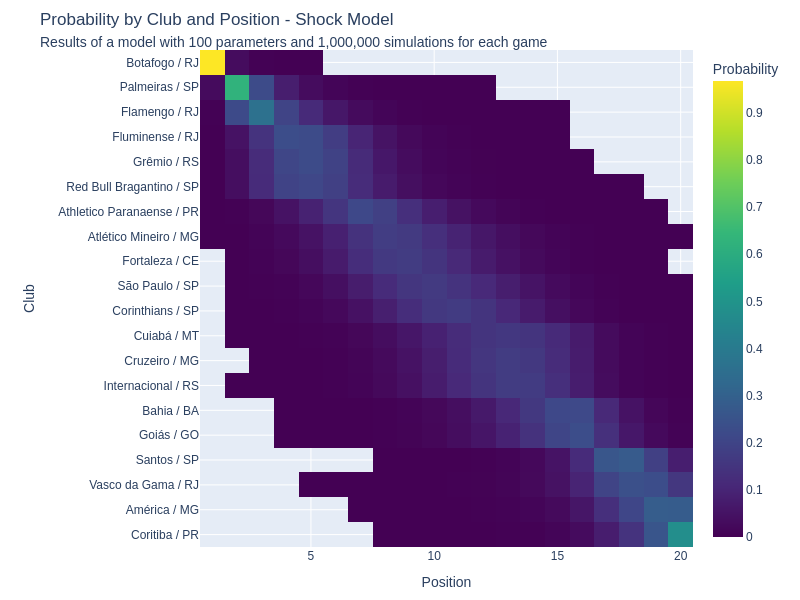 Probability by Club and Position - Shock Model
Results of a model with 100 parameters and 1,000,000 simulations for each game
Probability
Botafogo / RJ
Palmeiras / SP
Flamengo / RJ
Fluminense / RJ
Grêmio / RS
Red Bull Bragantino / SP
Athletico Paranaense / PR
Atlético Mineiro / MG
Fortaleza / CE
São Paulo / SP
Corinthians / SP
Cuiabá / MT
Cruzeiro / MG
Internacional / RS
Bahia / BA
Goiás / GO
Santos / SP
Vasco da Gama / RJ
América / MG
Coritiba / PR
Club
5
10
15
20
Position
0.9
0.8
0.7
0.6
0.5
0.4
0.3
0.2
0.1
0